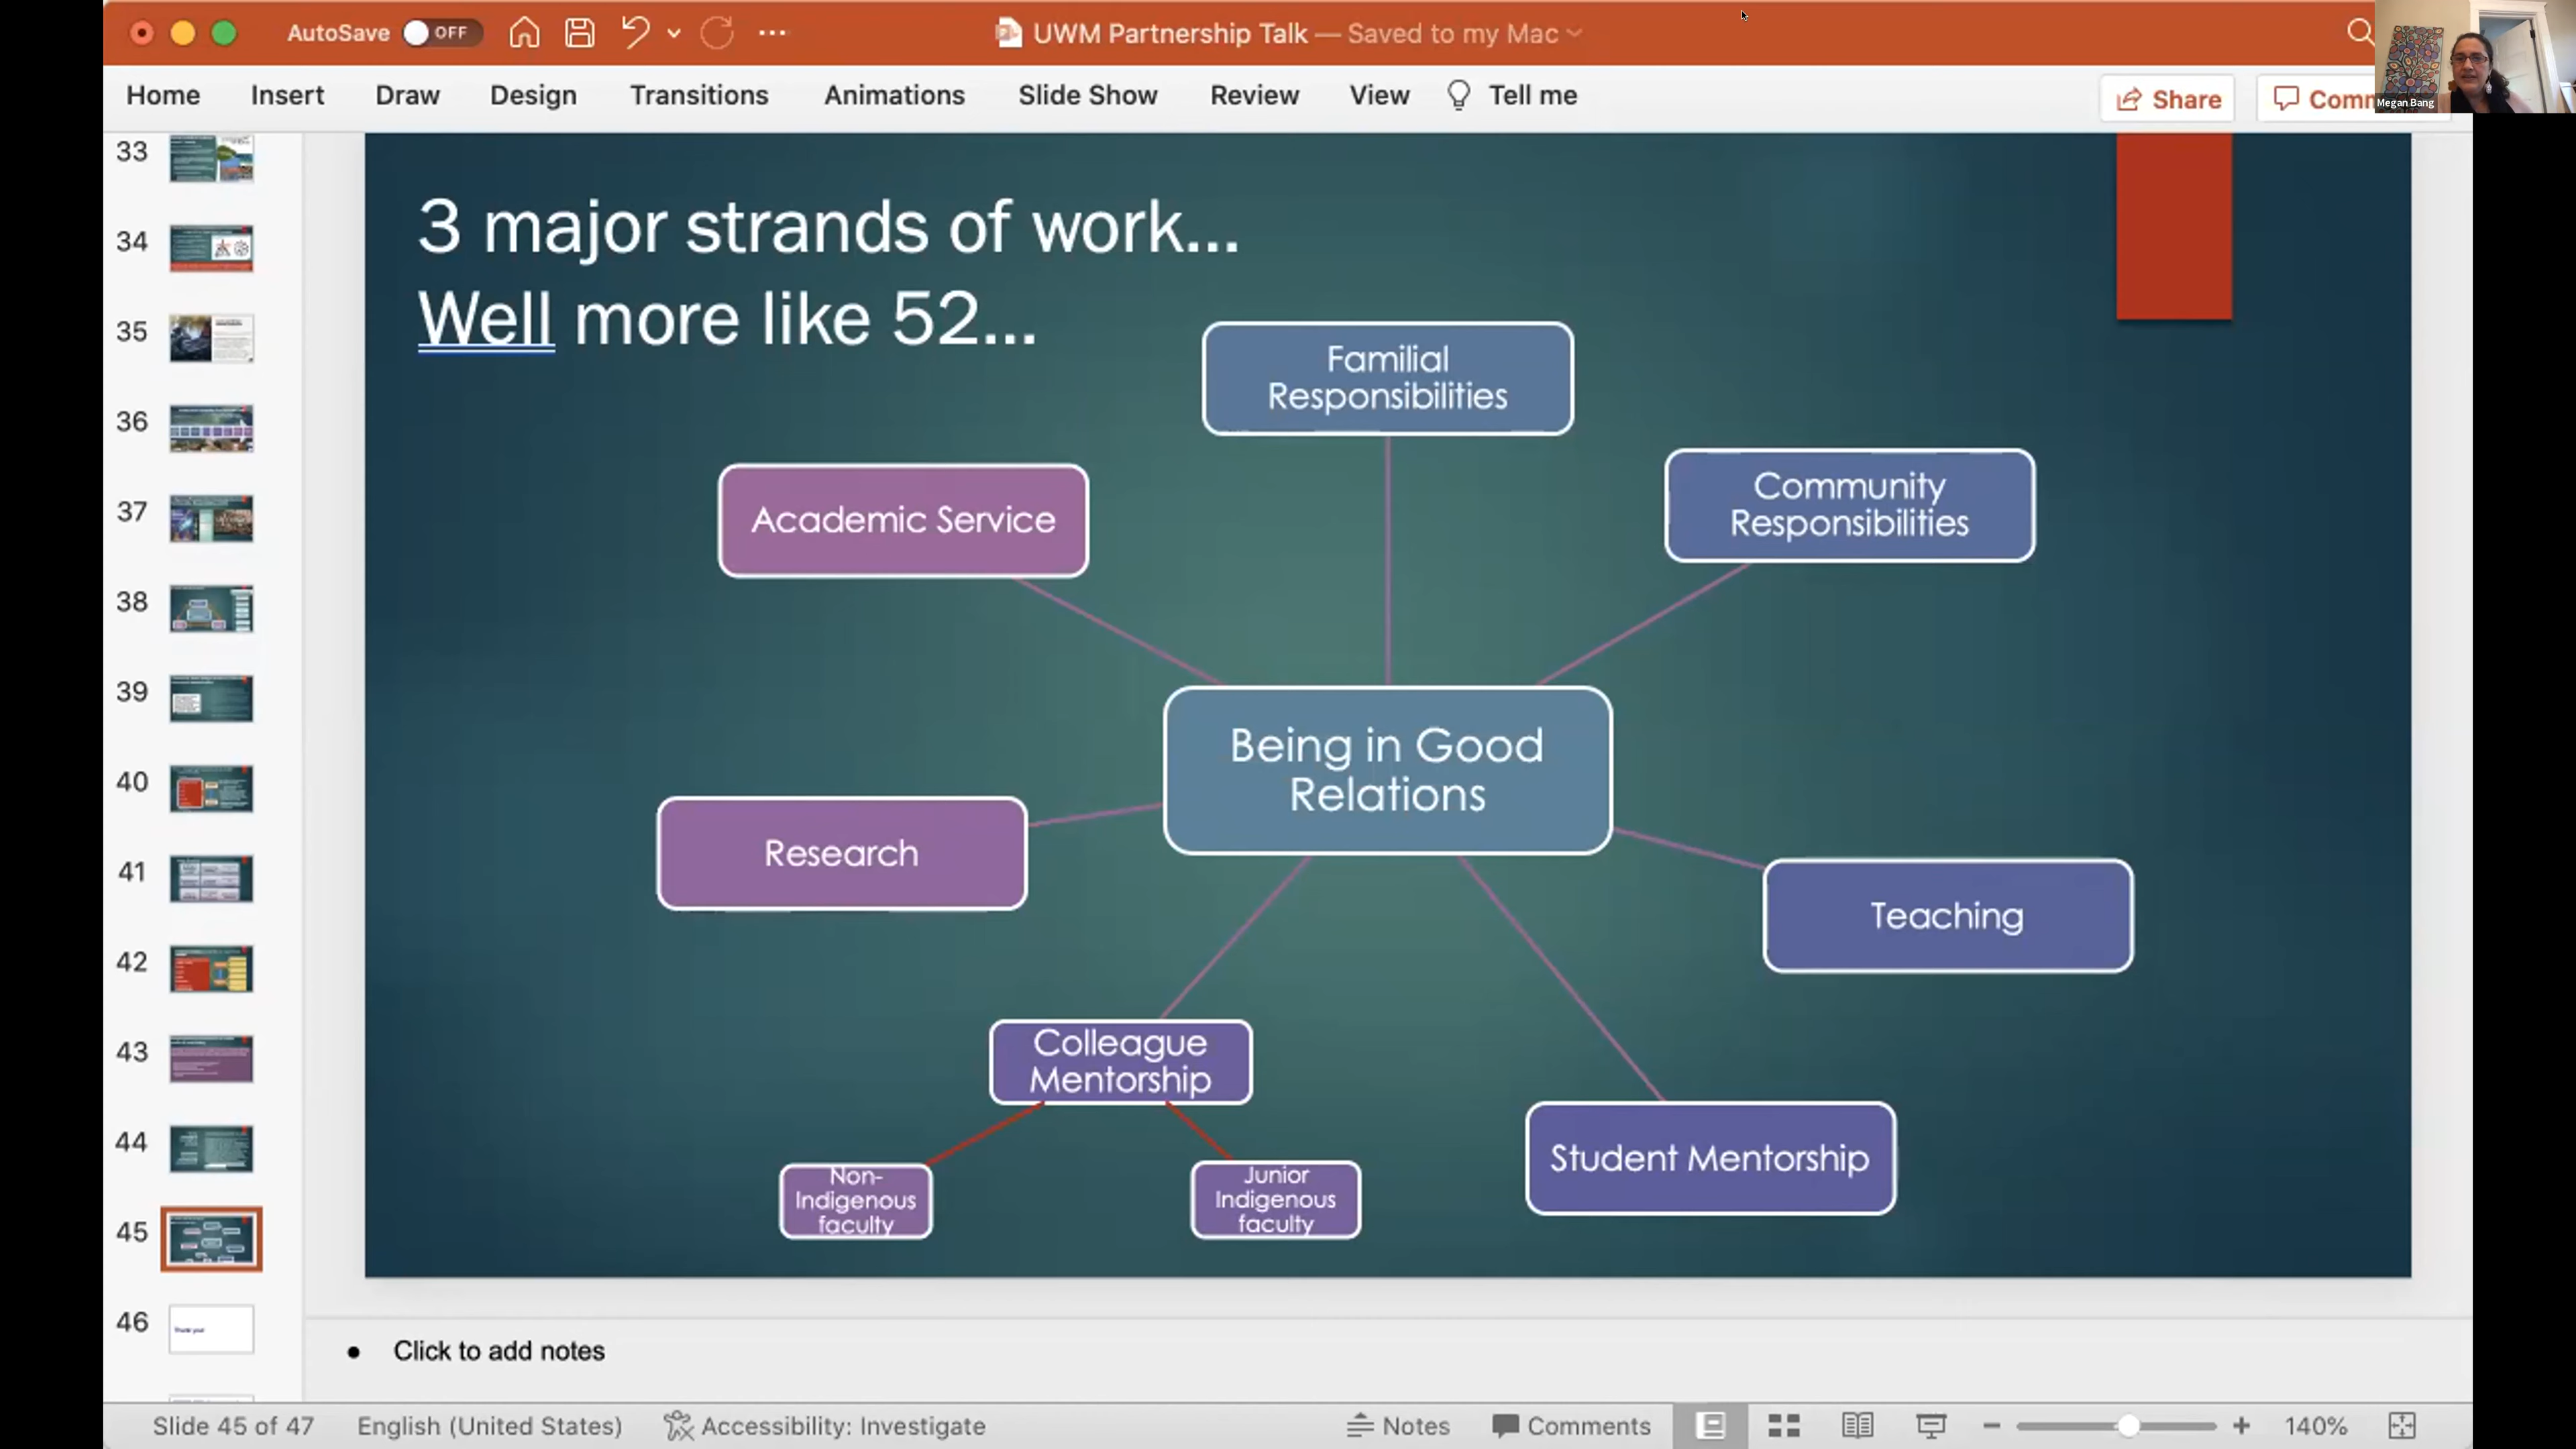 AutoSave OFF
UWM Partnership Talk — Saved to my Mac
Home Insert Draw Design Transitions Animations Slide Show Review View Tell me
Share
Comm
Megan Bang
33
34
35
36
37
38
39
40
41
42
43
44
45
46
Thank you!
3 major strands of work...
Well more like 52...
Familial
Responsibilities
Community
Responsibilities
Academic Service
Being in Good
Relations
Research
Teaching
Colleague
Mentorship
Student Mentorship
Non-
Indigenous
faculty
Junior
Indigenous
faculty
Click to add notes
Slide 45 of 47 English (United States) Accessibility: Investigate Notes Comments 140%